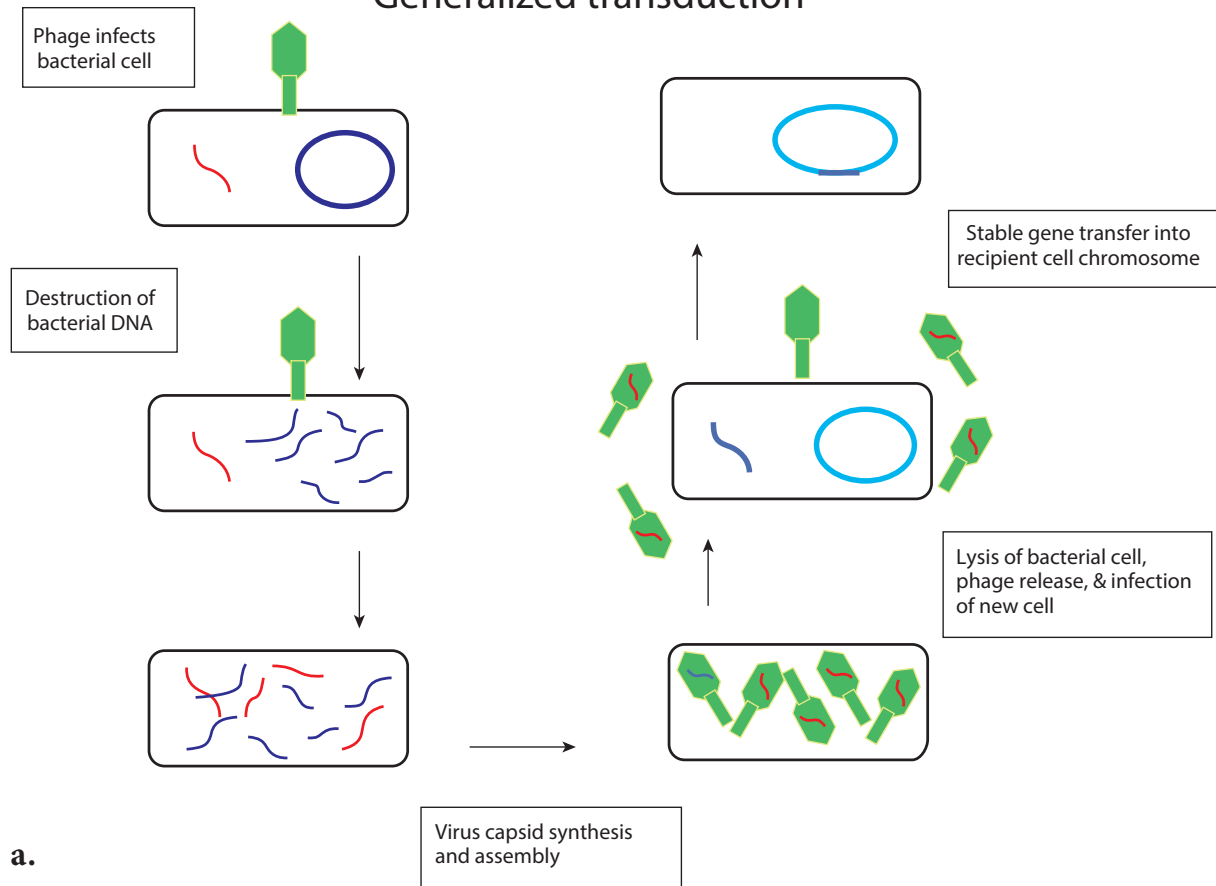 Generalized transduction
Phage infects
bacterial cell
Destruction of
bacterial DNA
Stable gene transfer into
recipient cell chromosome
Lysis of bacterial cell,
phage release, & infection
of new cell
Virus capsid synthesis
and assembly
a.